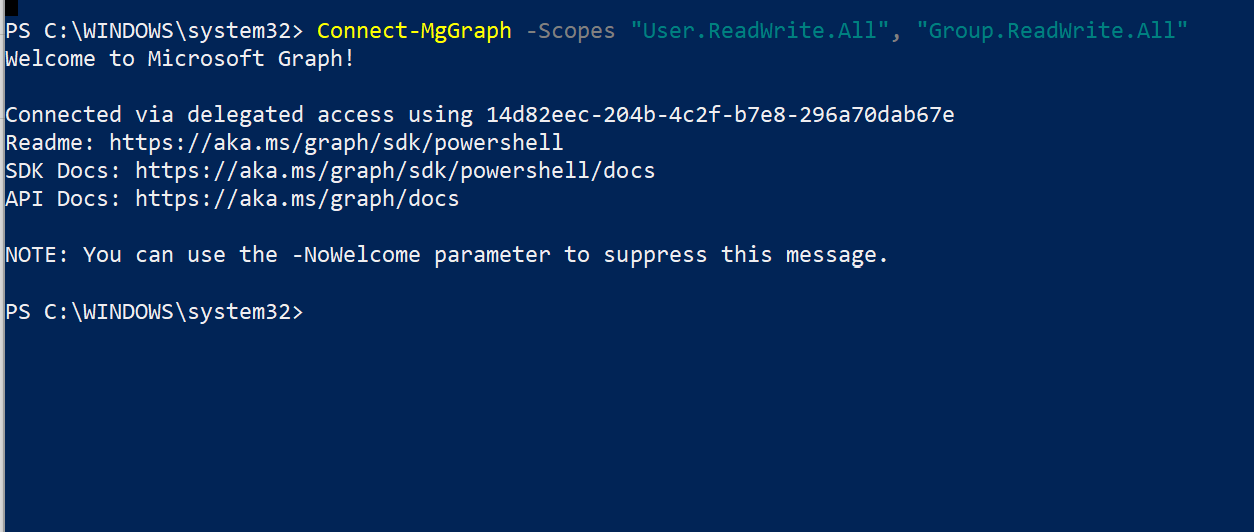 PS C:\WINDOWS\system32> Connect-MgGraph -Scopes "User.ReadWrite.All", "Group.ReadWrite.All"
Welcome to Microsoft Graph!
Connected via delegated access using 14d82eec-204b-4c2f-b7e8-296a70dab67e
Readme: https://aka.ms/graph/sdk/powershell
SDK Docs: https://aka.ms/graph/sdk/powershell/docs
API Docs: https://aka.ms/graph/docs
NOTE: You can use the -NoWelcome parameter to suppress this message.
PS C:\WINDOWS\system32>